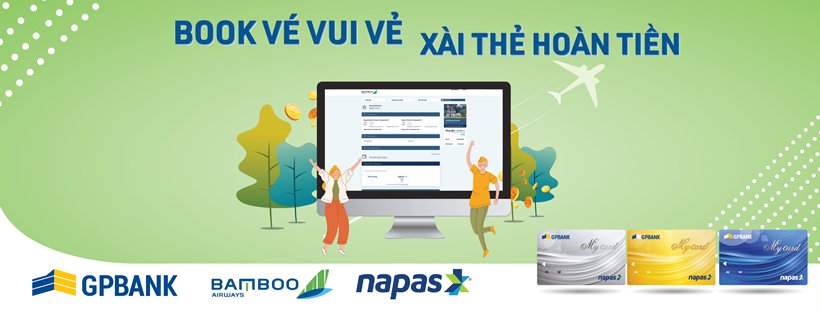 BOOK VÉ VUI VẺ
XÀI THẺ HOÀN TIỀN
GPBANK
BAMBOO
AIRWAYS
napas
GPBANK
My card
napas
GPBANK
My card
napas
GPBANK
My card
napas